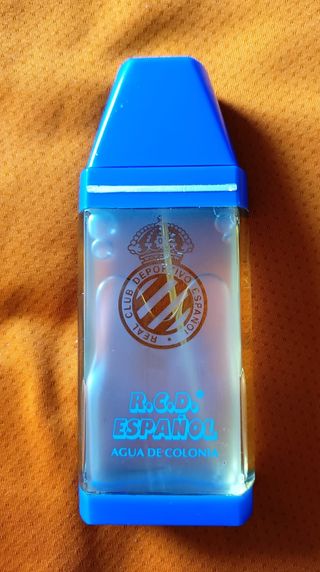 REAL CLUB DEPORTIVO ESPAÑOL
R.C.D.
ESPAÑOL
AGUA DE COLONIA